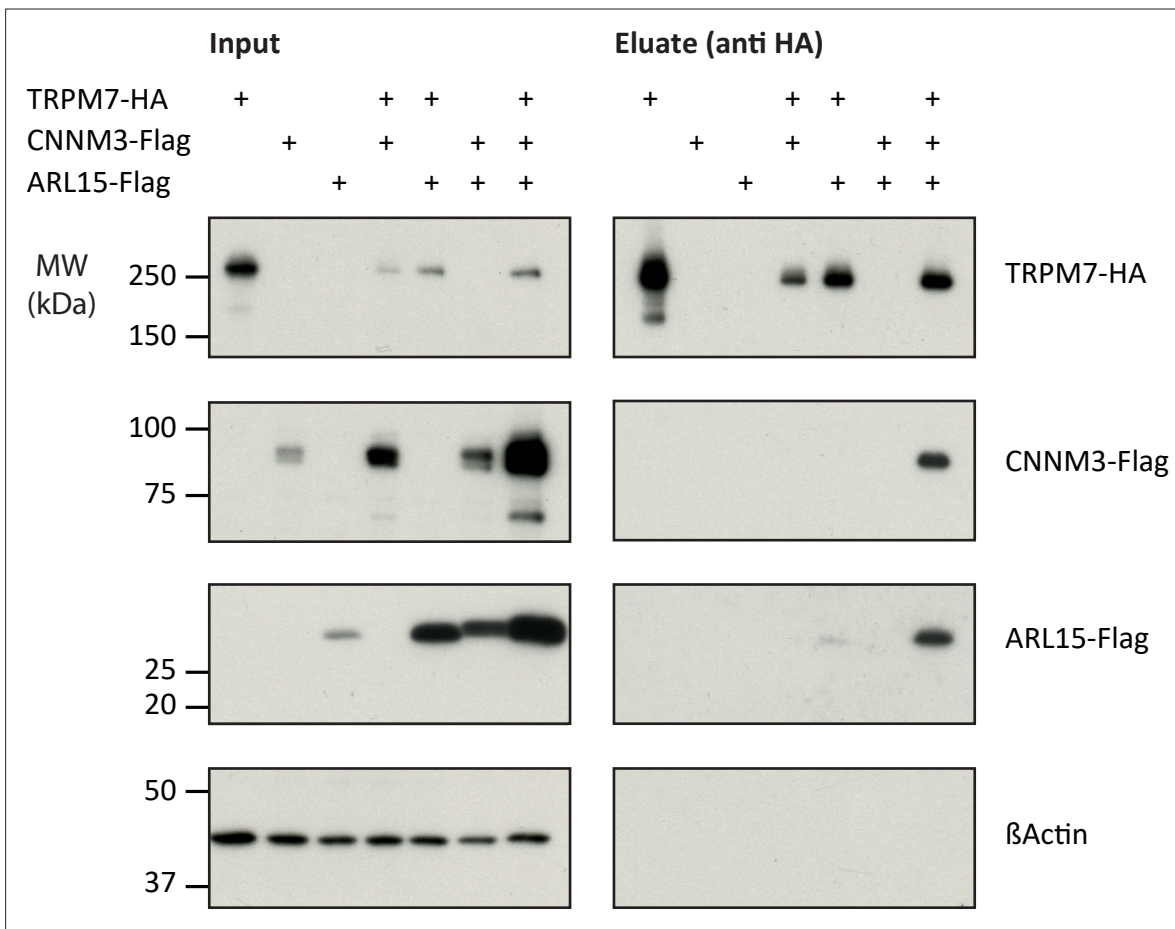 Input Eluate (anti HA)
TRPM7-HA + + + + + + + +
CNNM3-Flag + + + + + + + +
ARL15-Flag + + + + + + + +
MW
(kDa)
250
150
TRPM7-HA
100
75
CNNM3-Flag
25
20
ARL15-Flag
50
37
ßActin